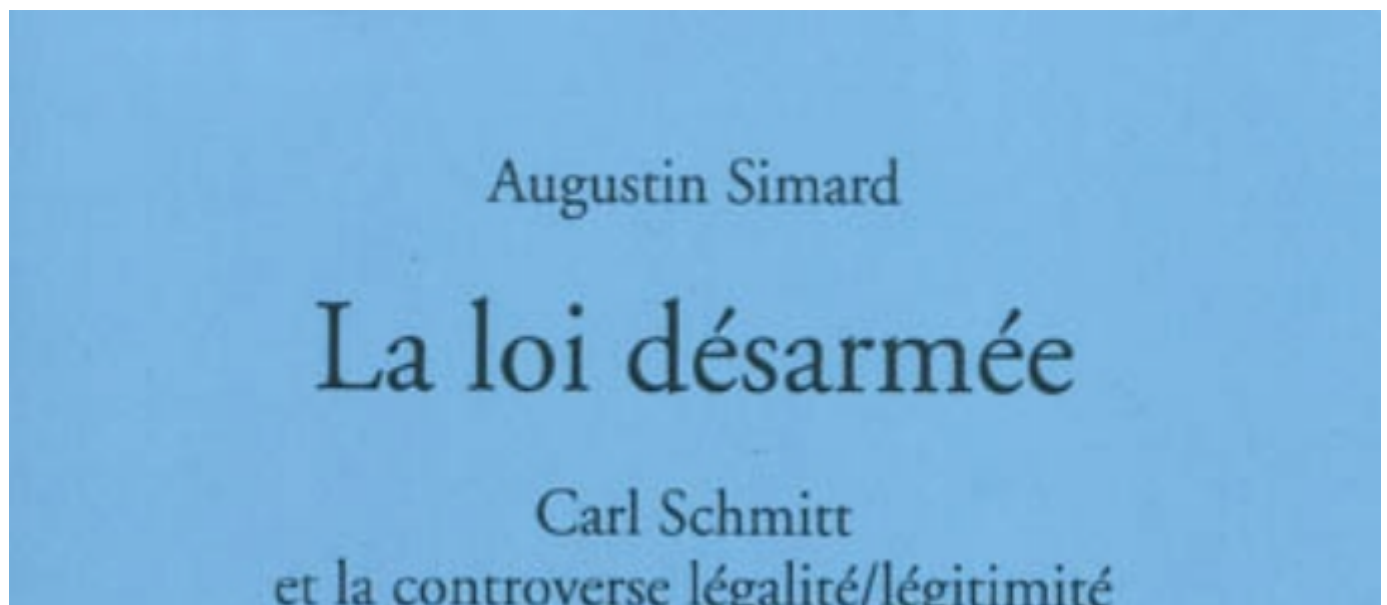 Augustin Simard
La loi désarmée
Carl Schmitt
et la controverse légalité/légitimité